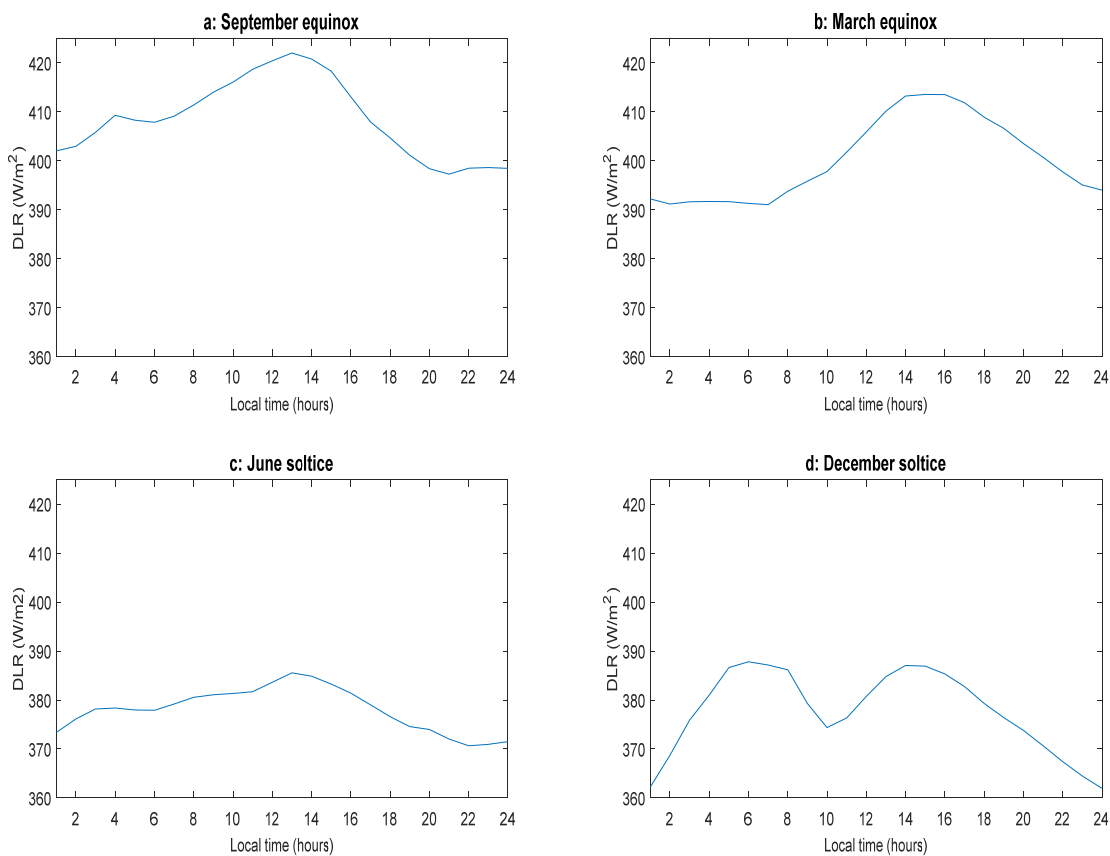 a: September equinox
DLR (W/m²)
420
410
400
390
380
370
360
2 4 6 8 10 12 14 16 18 20 22 24
Local time (hours)
b: March equinox
DLR (W/m²)
420
410
400
390
380
370
360
2 4 6 8 10 12 14 16 18 20 22 24
Local time (hours)
c: June soltice
DLR (W/m2)
420
410
400
390
380
370
360
2 4 6 8 10 12 14 16 18 20 22 24
Local time (hours)
d: December soltice
DLR (W/m²)
420
410
400
390
380
370
360
2 4 6 8 10 12 14 16 18 20 22 24
Local time (hours)